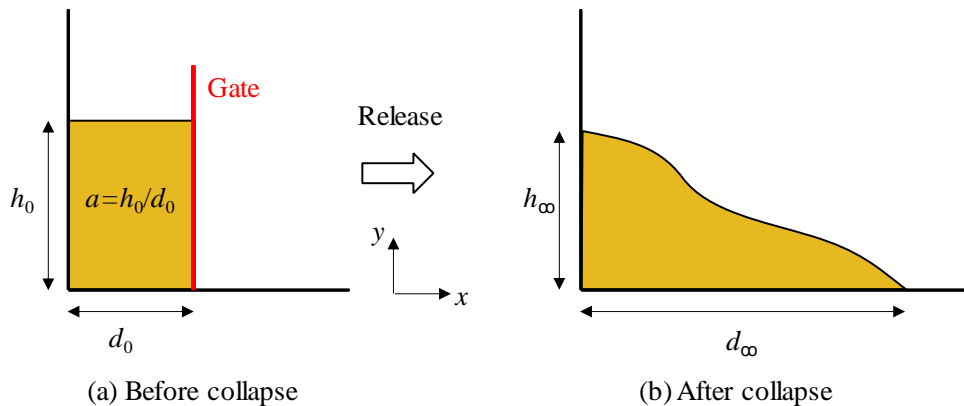 Gate
h₀
a=h₀/d₀
d₀
(a) Before collapse
Release
y
x
h∞
d∞
(b) After collapse